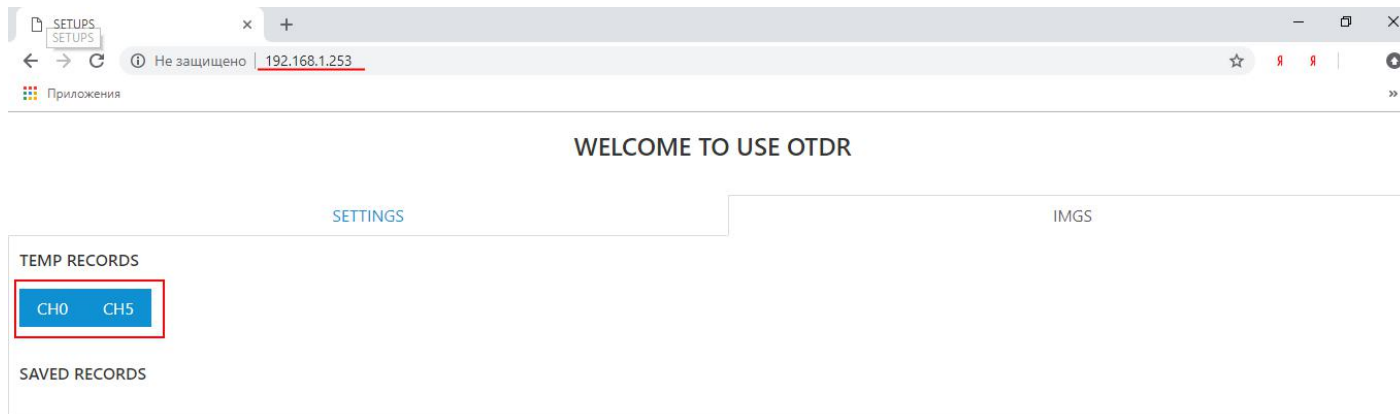 SETUPS
SETUPS
Не защищено 192.168.1.253
Я Я
Приложения
WELCOME TO USE OTDR
SETTINGS IMGS
TEMP RECORDS
CH0 CH5
SAVED RECORDS